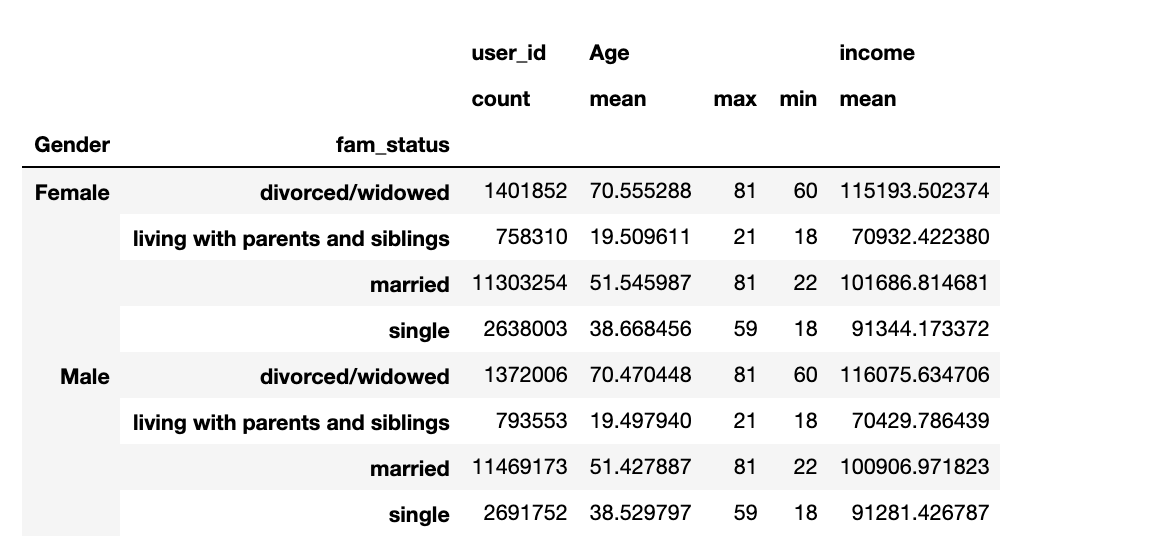 user_id Age income
count mean max min mean
Gender fam_status
Female divorced/widowed 1401852 70.555288 81 60 115193.502374
living with parents and siblings 758310 19.509611 21 18 70932.422380
married 11303254 51.545987 81 22 101686.814681
single 2638003 38.668456 59 18 91344.173372
Male divorced/widowed 1372006 70.470448 81 60 116075.634706
living with parents and siblings 793553 19.497940 21 18 70429.786439
married 11469173 51.427887 81 22 100906.971823
single 2691752 38.529797 59 18 91281.426787